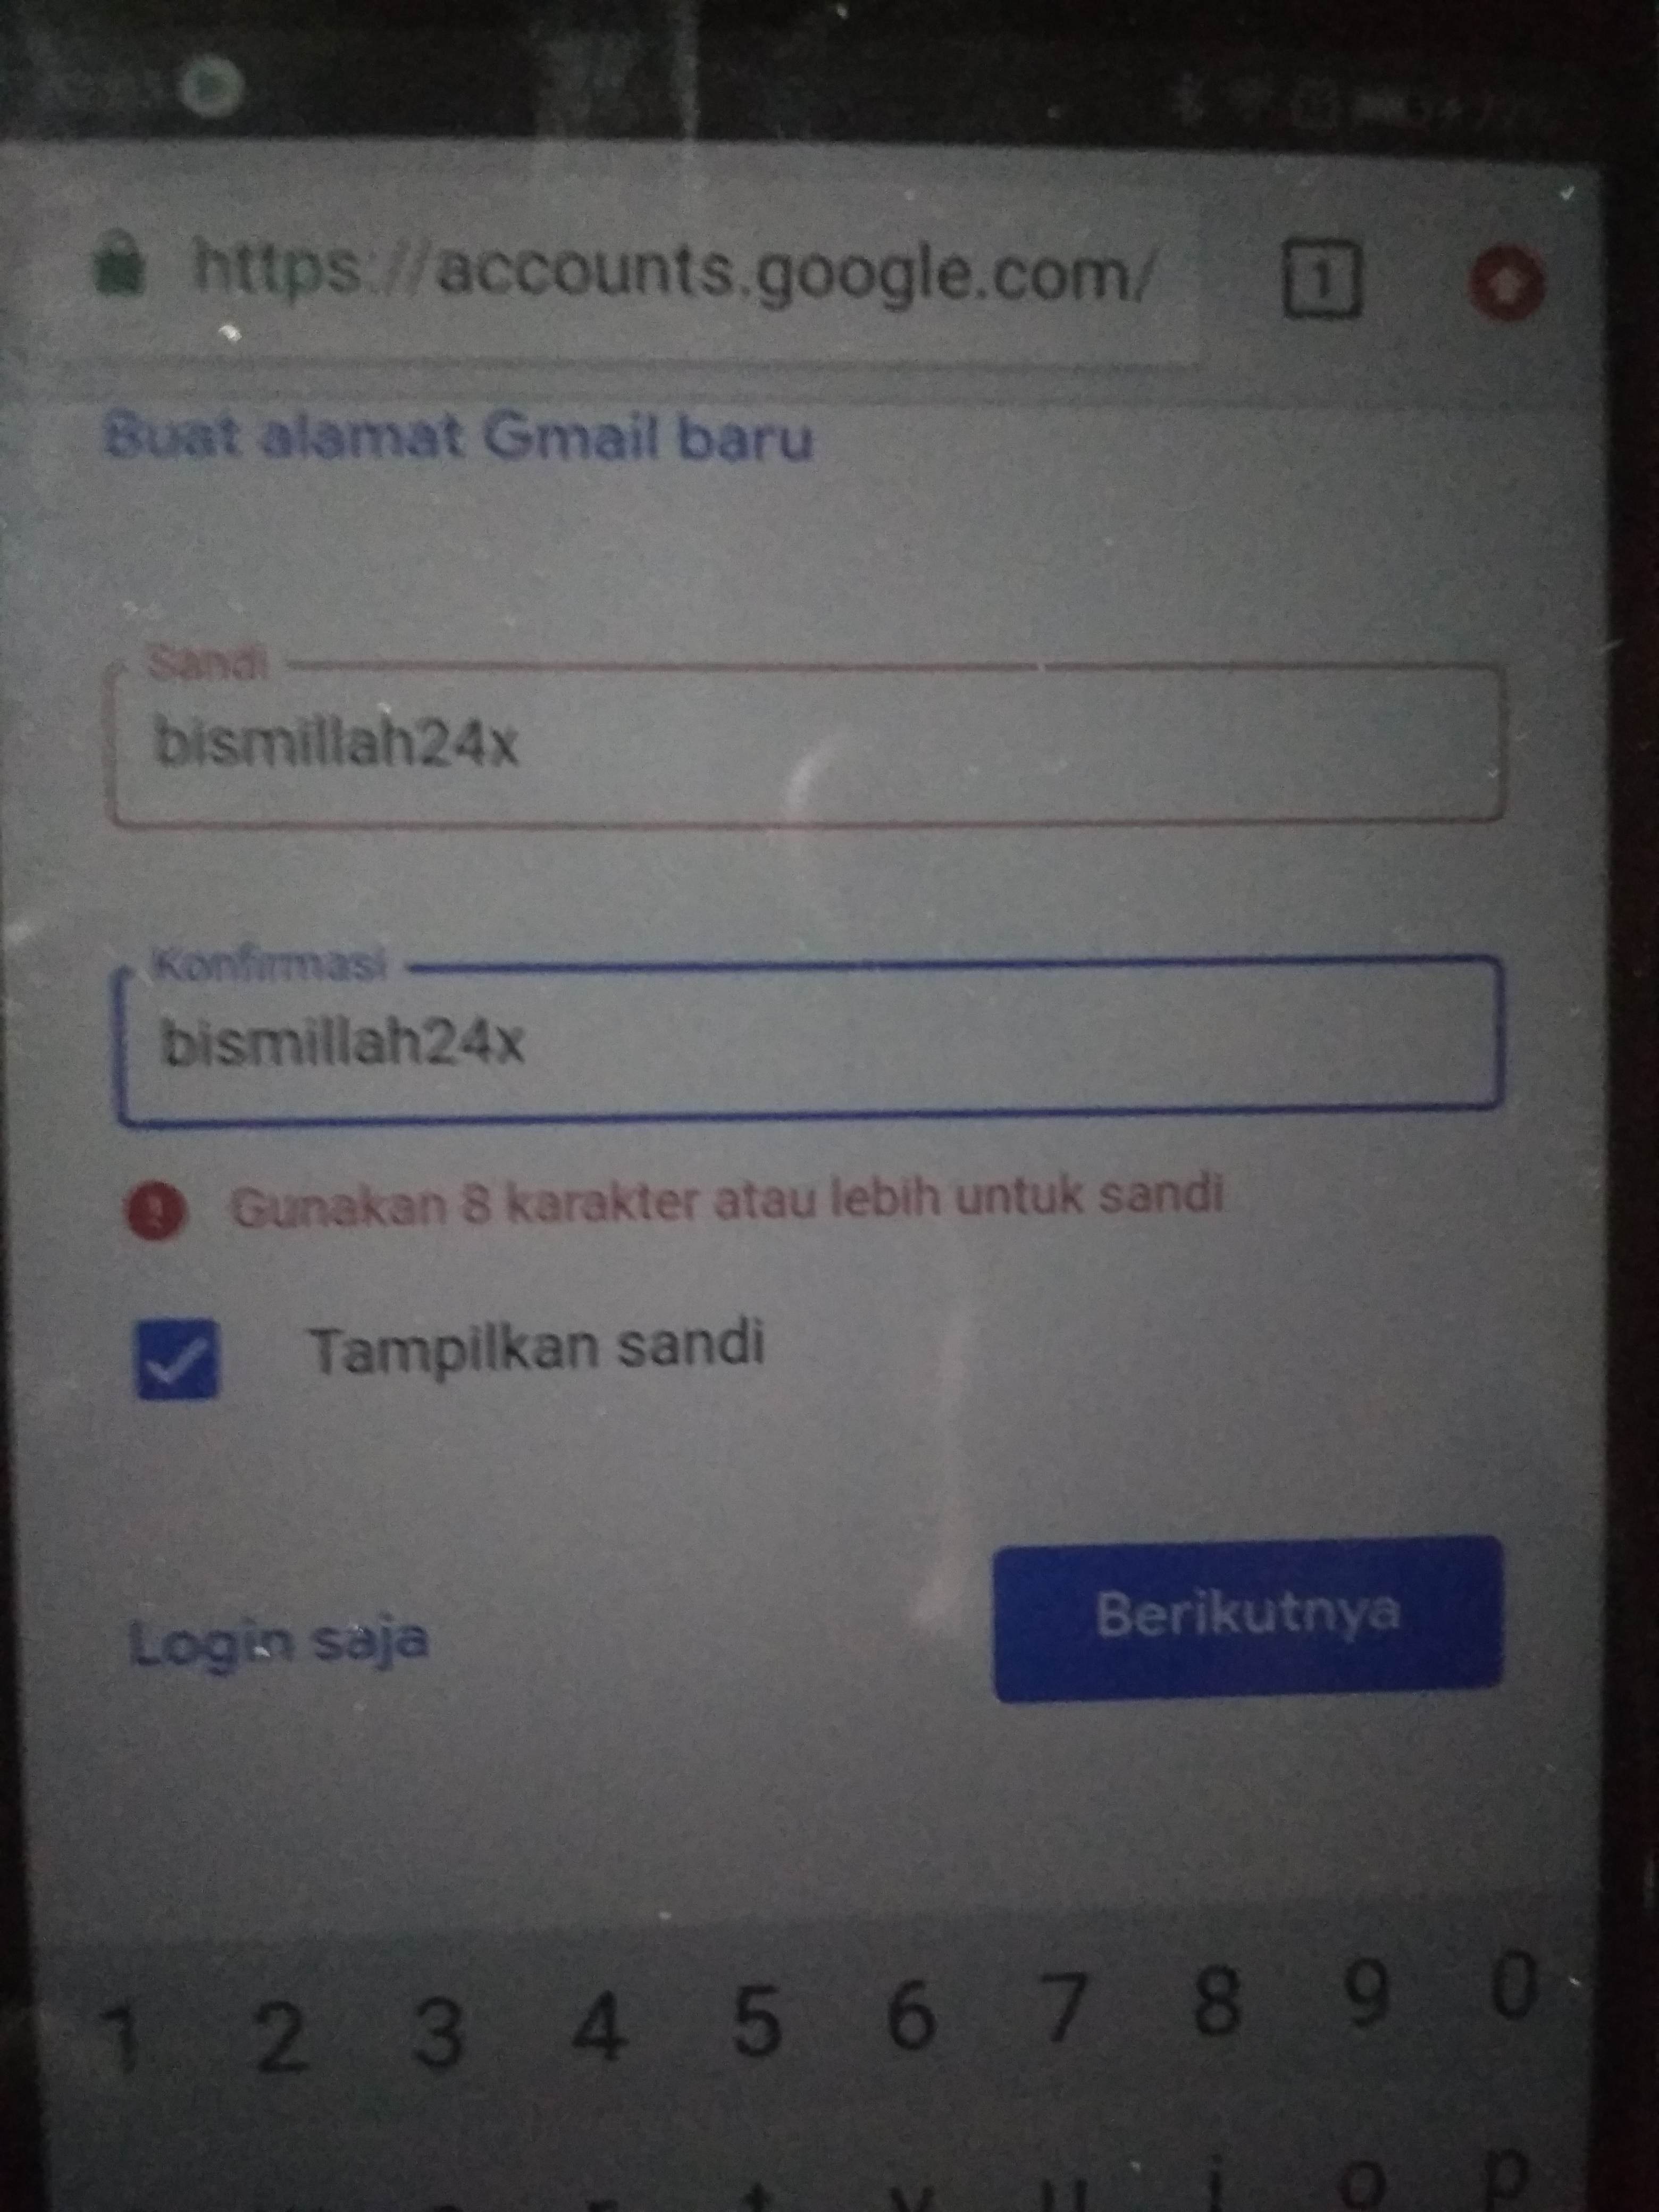 https://accounts.google.com/
1
Buat alamat Gmail baru
Sandi
bismillah24x
Konfirmasi
bismillah24x
Gunakan 8 karakter atau lebih untuk sandi
Tampilkan sandi
Login saja
Berikutnya
1 2 3 4 5 6 7 8 9 0
t y u i o p